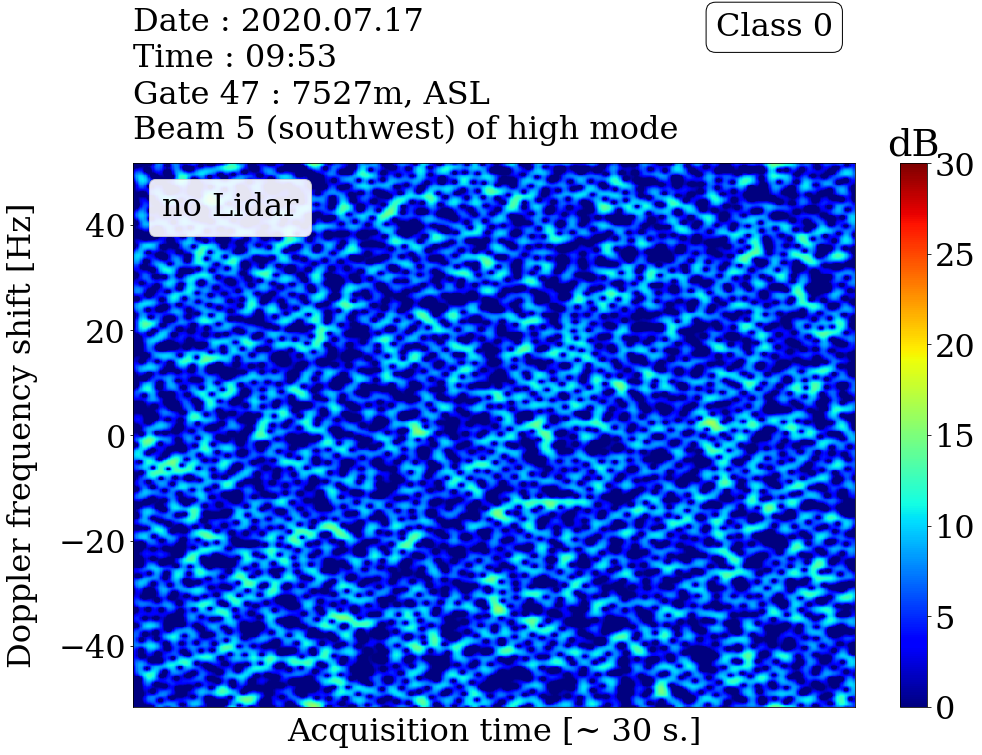 Date : 2020.07.17
Time : 09:53
Gate 47 : 7527m, ASL
Beam 5 (southwest) of high mode
Class 0
dB
no Lidar
Doppler frequency shift [Hz]
40
20
0
−20
−40
Acquisition time [~ 30 s.]
30
25
20
15
10
5
0